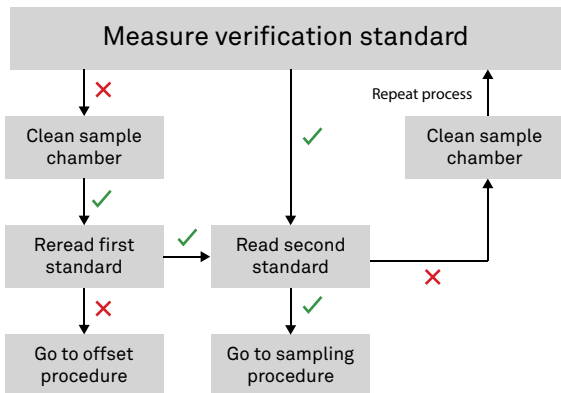 Measure verification standard
Repeat process
Clean sample
chamber
Clean sample
chamber
Reread first
standard
Read second
standard
Go to offset
procedure
Go to sampling
procedure